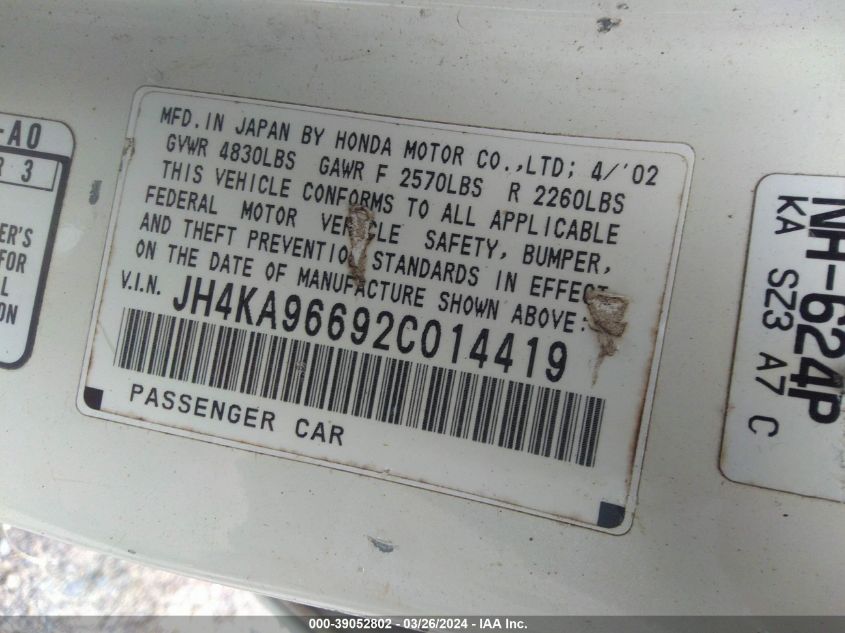 -A0
R 3
ER'S
FOR
L
ON
MFD. IN JAPAN BY HONDA MOTOR CO.,LTD; 4/'02
GVWR 4830LBS GAWR F 2570LBS R 2260LBS
THIS VEHICLE CONFORMS TO ALL APPLICABLE
FEDERAL MOTOR VEHICLE SAFETY, BUMPER,
AND THEFT PREVENTION STANDARDS IN EFFECT
ON THE DATE OF MANUFACTURE SHOWN ABOVE:
V.I.N. JH4KA96692C014419
PASSENGER CAR
NH-624P
KA SZ3 A7 C
000-39052802 - 03/26/2024 - IAA Inc.